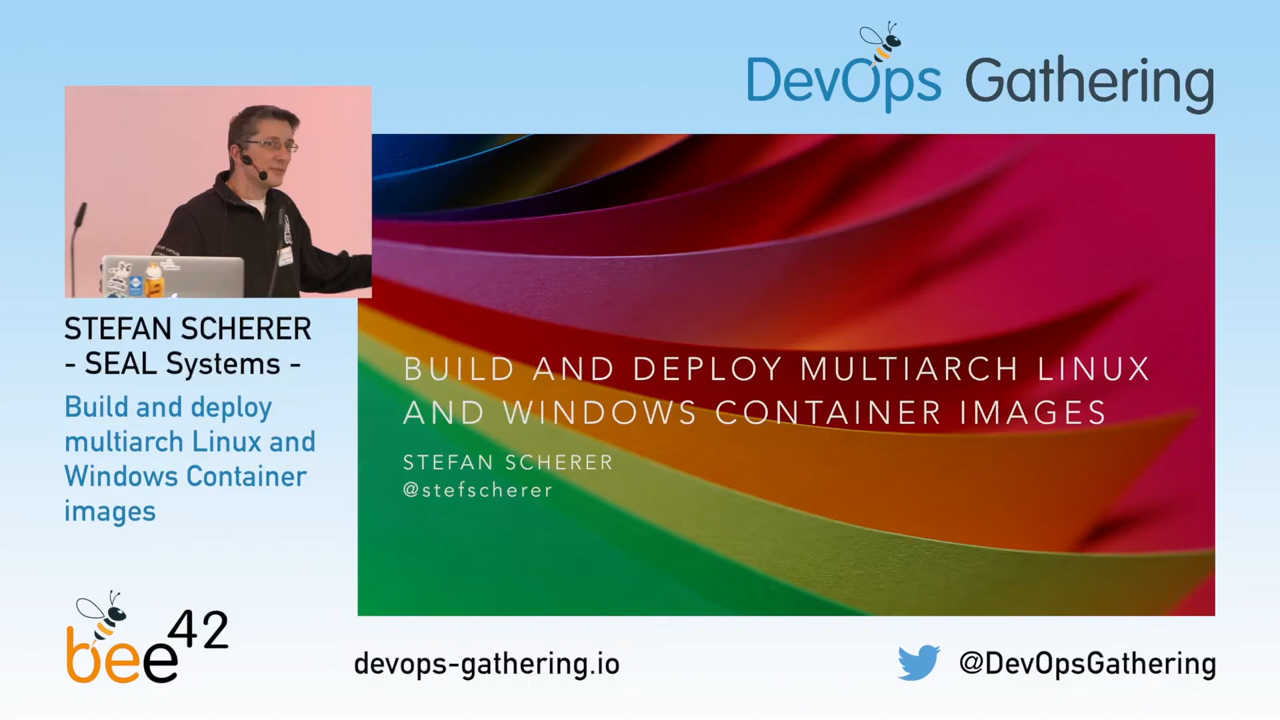 DevOps Gathering
STEFAN SCHERER
- SEAL Systems -
Build and deploy
multiarch Linux and
Windows Container
images
BUILD AND DEPLOY MULTIARCH LINUX
AND WINDOWS CONTAINER IMAGES
STEFAN SCHERER
@stefscherer
bee42
devops-gathering.io
@DevOpsGathering